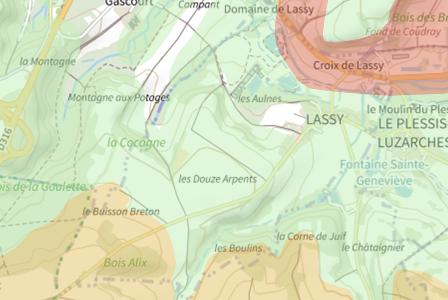 Gascourt
Compant
Domaine de Lassy
Bois des Br
Fond de Coudray
la Montagne
Croix de Lassy
Montagne aux Potages
les Aulnes
le Moulin du Ples
LASSY
LE PLESSIS
LUZARCHES
D316
la Cocagne
Fontaine Sainte-
Geneviève
les Douze Arpents
ois de la Goulette
le Buisson Breton
la Corne de Juif
les Boulins
le Châtaignier
Bois Alix